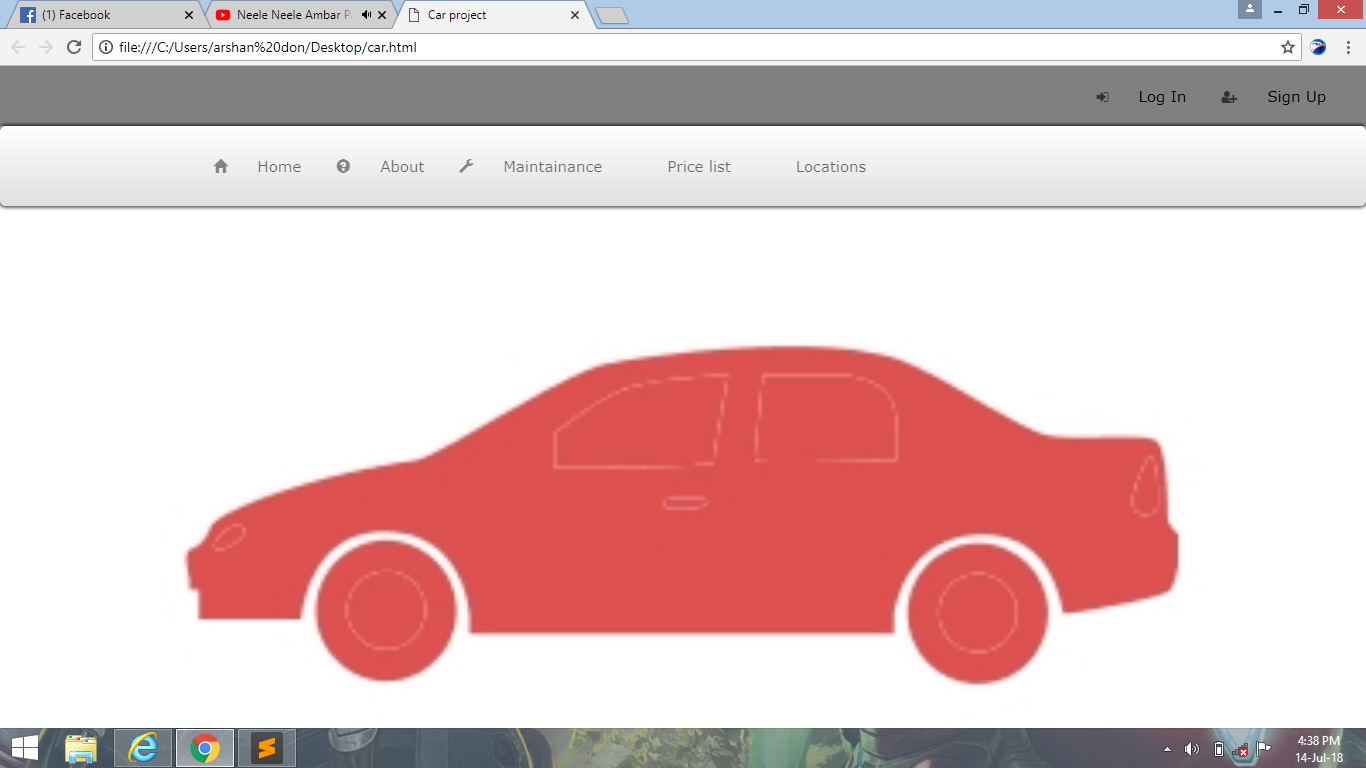 (1) Facebook
Neele Neele Ambar
Car project
file:///C:/Users/arshan%20don/Desktop/car.html
Log In
Sign Up
Home
About
Maintainance
Price list
Locations
4:38 PM
14-Jul-18